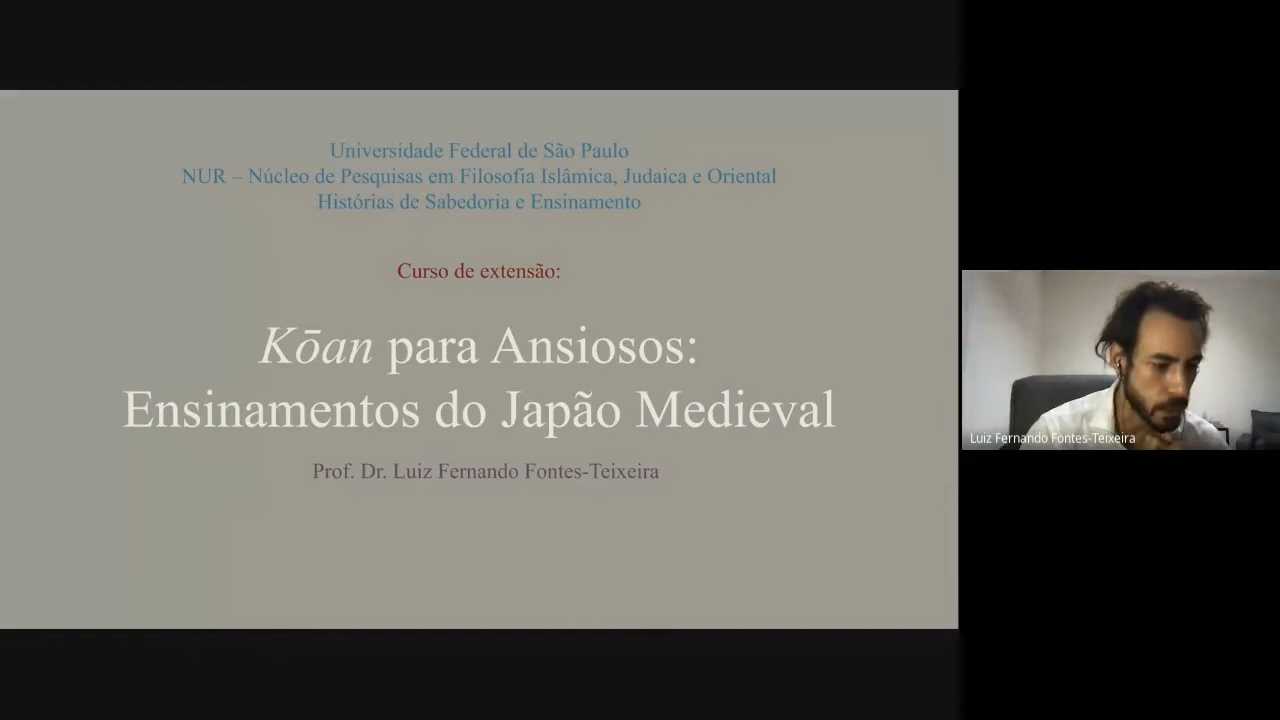 Universidade Federal de São Paulo
NUR – Núcleo de Pesquisas em Filosofia Islâmica, Judaica e Oriental
Histórias de Sabedoria e Ensinamento
Curso de extensão:
Kōan para Ansiosos:
Ensinamentos do Japão Medieval
Prof. Dr. Luiz Fernando Fontes-Teixeira
Luiz Fernando Fontes-Teixeira